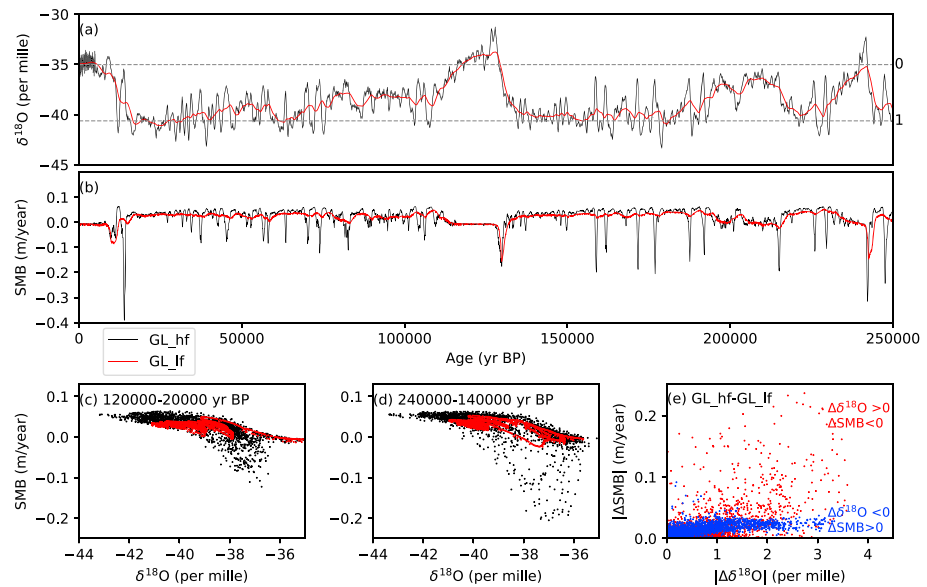 −30
(a)
−35
0
−40
1
−45
δ¹⁸O (per mille)
(b)
0.1
0.0
−0.1
−0.2
−0.3
−0.4
SMB (m/year)
0 50000 100000 150000 200000 250000
Age (yr BP)
GL_hf
GL_lf
(c) 120000-20000 yr BP
0.1
0.0
−0.1
−0.2
SMB (m/year)
−44 −42 −40 −38 −36
δ¹⁸O (per mille)
(d) 240000-140000 yr BP
0.1
0.0
−0.1
−0.2
−44 −42 −40 −38 −36
δ¹⁸O (per mille)
(e) GL_hf-GL_lf
Δδ¹⁸O >0
ΔSMB<0
Δδ¹⁸O <0
ΔSMB>0
0.2
0.1
0.0
|ΔSMB| (m/year)
0 1 2 3 4
|Δδ¹⁸O| (per mille)